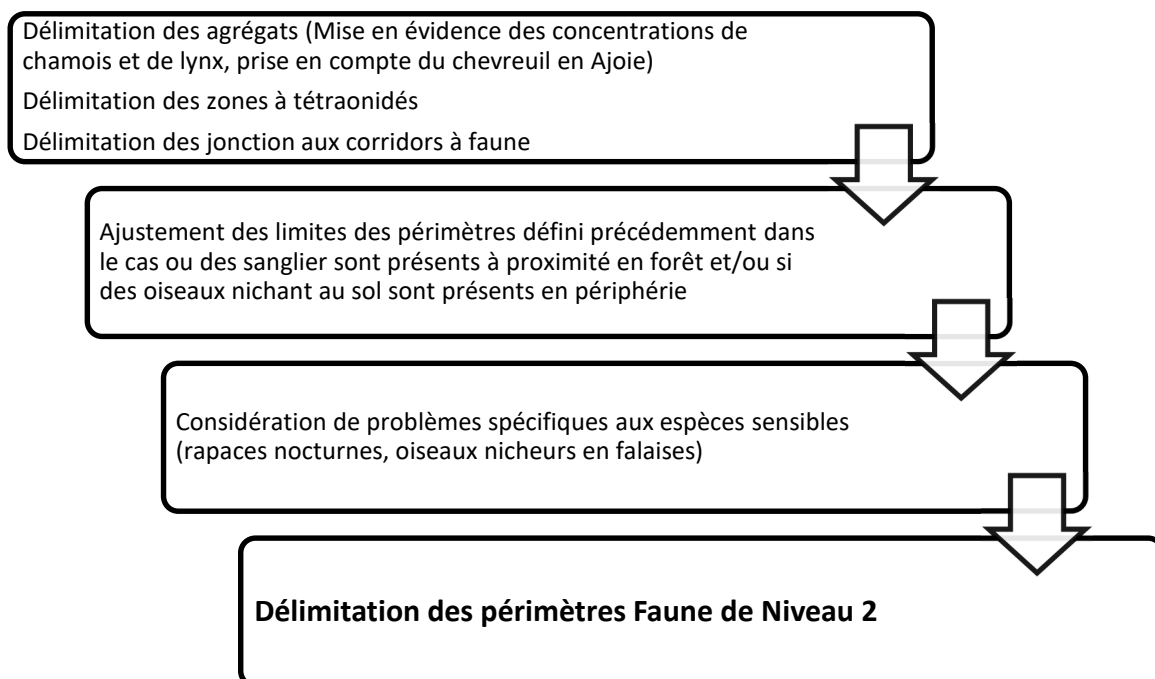 Délimitation des agrégats (Mise en évidence des concentrations de
chamois et de lynx, prise en compte du chevreuil en Ajoie)
Délimitation des zones à tétraonidés
Délimitation des jonction aux corridors à faune
Ajustement des limites des périmètres défini précédemment dans
le cas ou des sanglier sont présents à proximité en forêt et/ou si
des oiseaux nichant au sol sont présents en périphérie
Considération de problèmes spécifiques aux espèces sensibles
(rapaces nocturnes, oiseaux nicheurs en falaises)
Délimitation des périmètres Faune de Niveau 2